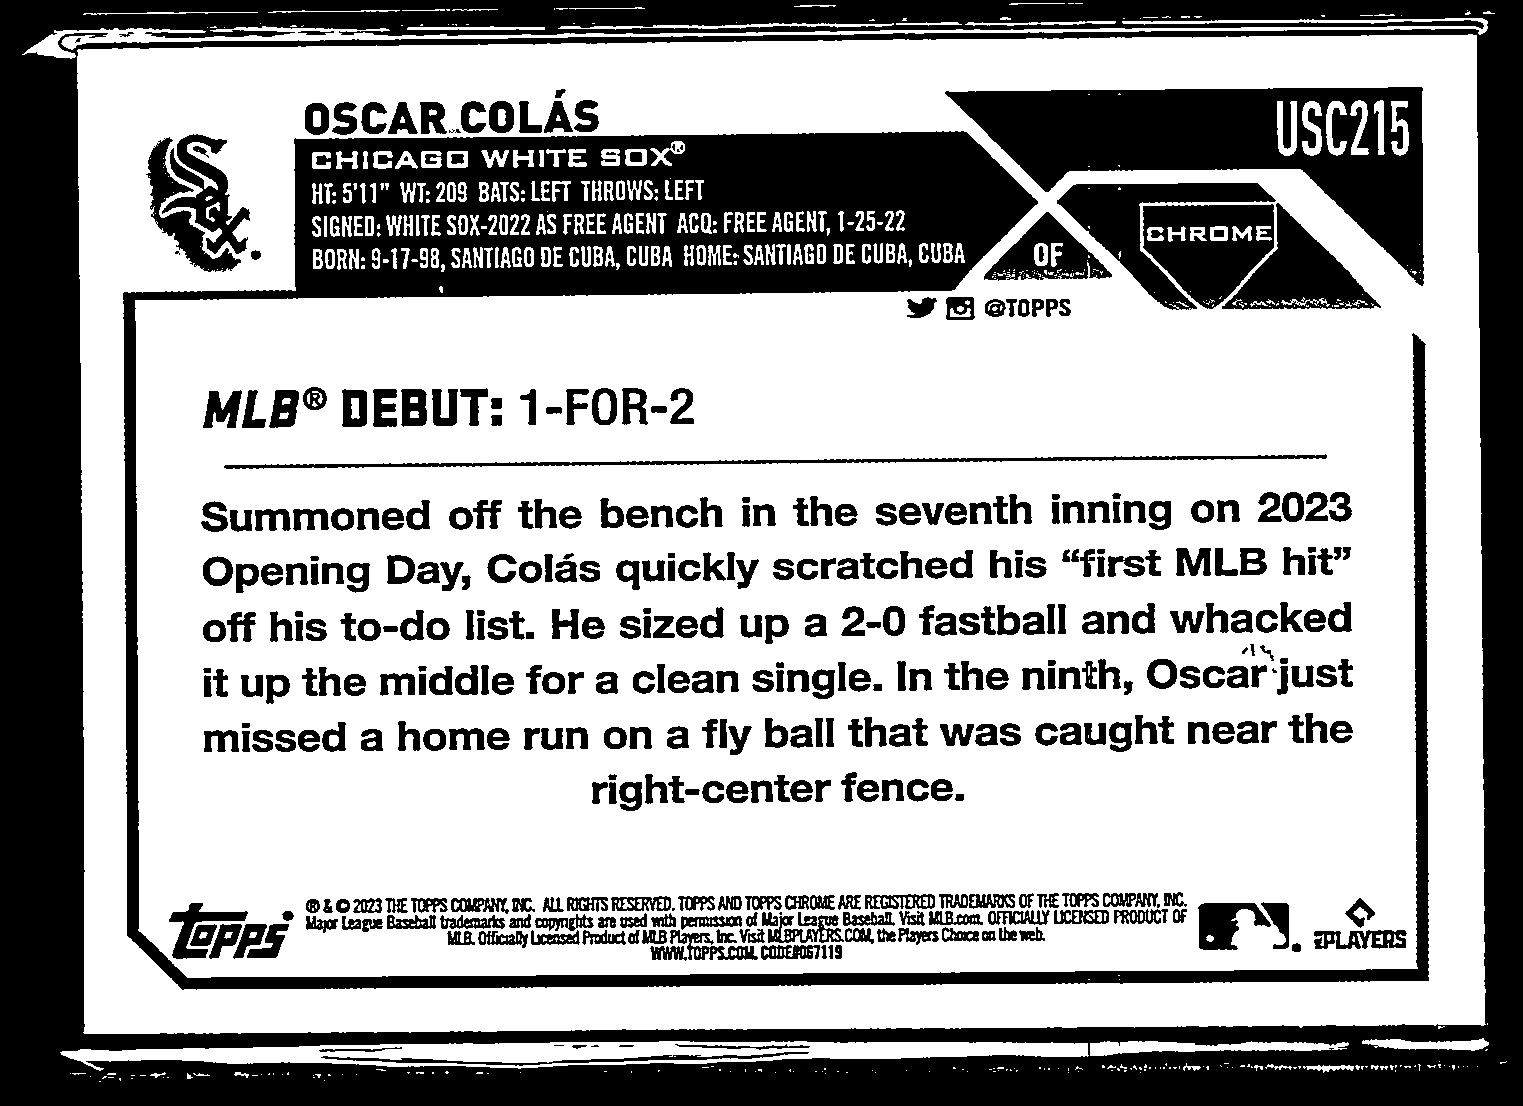 OSCAR COLÁS
USC215
CHICAGO WHITE SOX®
HT: 5'11" WT: 209 BATS: LEFT THROWS: LEFT
SIGNED: WHITE SOX-2022 AS FREE AGENT ACQ: FREE AGENT, 1-25-22
BORN: 9-17-98, SANTIAGO DE CUBA, CUBA HOME: SANTIAGO DE CUBA, CUBA
OF
CHROME
SOX
@TOPPS
MLB® DEBUT: 1-FOR-2
Summoned off the bench in the seventh inning on 2023
Opening Day, Colás quickly scratched his “first MLB hit”
off his to-do list. He sized up a 2-0 fastball and whacked
it up the middle for a clean single. In the ninth, Oscar just
missed a home run on a fly ball that was caught near the
right-center fence.
® & © 2023 THE TOPPS COMPANY, INC. ALL RIGHTS RESERVED. TOPPS AND TOPPS CHROME ARE REGISTERED TRADEMARKS OF THE TOPPS COMPANY, INC.
Major League Baseball trademarks and copyrights are used with permission of Major League Baseball. Visit MLB.com. OFFICIALLY LICENSED PRODUCT OF
MLB. Officially Licensed Product of MLB Players, Inc. Visit MLBPLAYERS.COM, the Players Choice on the web.
WWW.TOPPS.COM. CODE#067119
Topps
PLAYERS